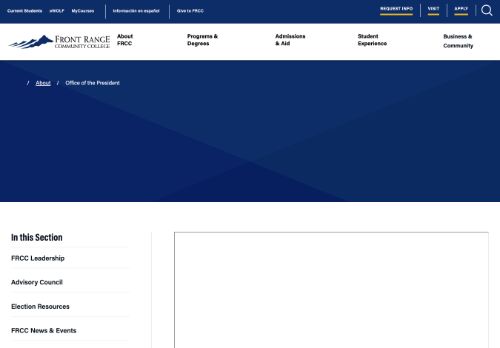 Current Students eWOLF MyCourses Información en español Give to FRCC REQUEST INFO VISIT APPLY
FRONT RANGE
COMMUNITY COLLEGE
About
FRCC
Programs &
Degrees
Admissions
& Aid
Student
Experience
Business &
Community
/ About / Office of the President
In this Section
FRCC Leadership
Advisory Council
Election Resources
FRCC News & Events